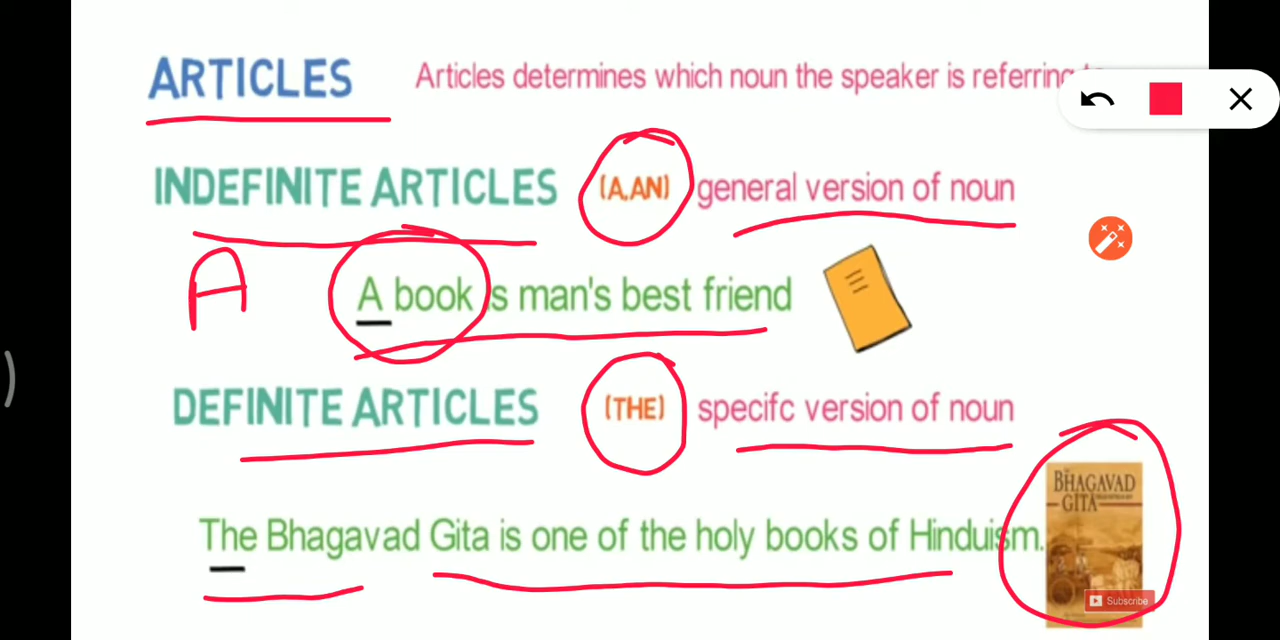 ARTICLES Articles determines which noun the speaker is referring to
INDEFINITE ARTICLES (A,AN) general version of noun
A
A book is man's best friend
DEFINITE ARTICLES (THE) specifc version of noun
The Bhagavad Gita is one of the holy books of Hinduism.
BHAGAVAD
GITA
Subscribe